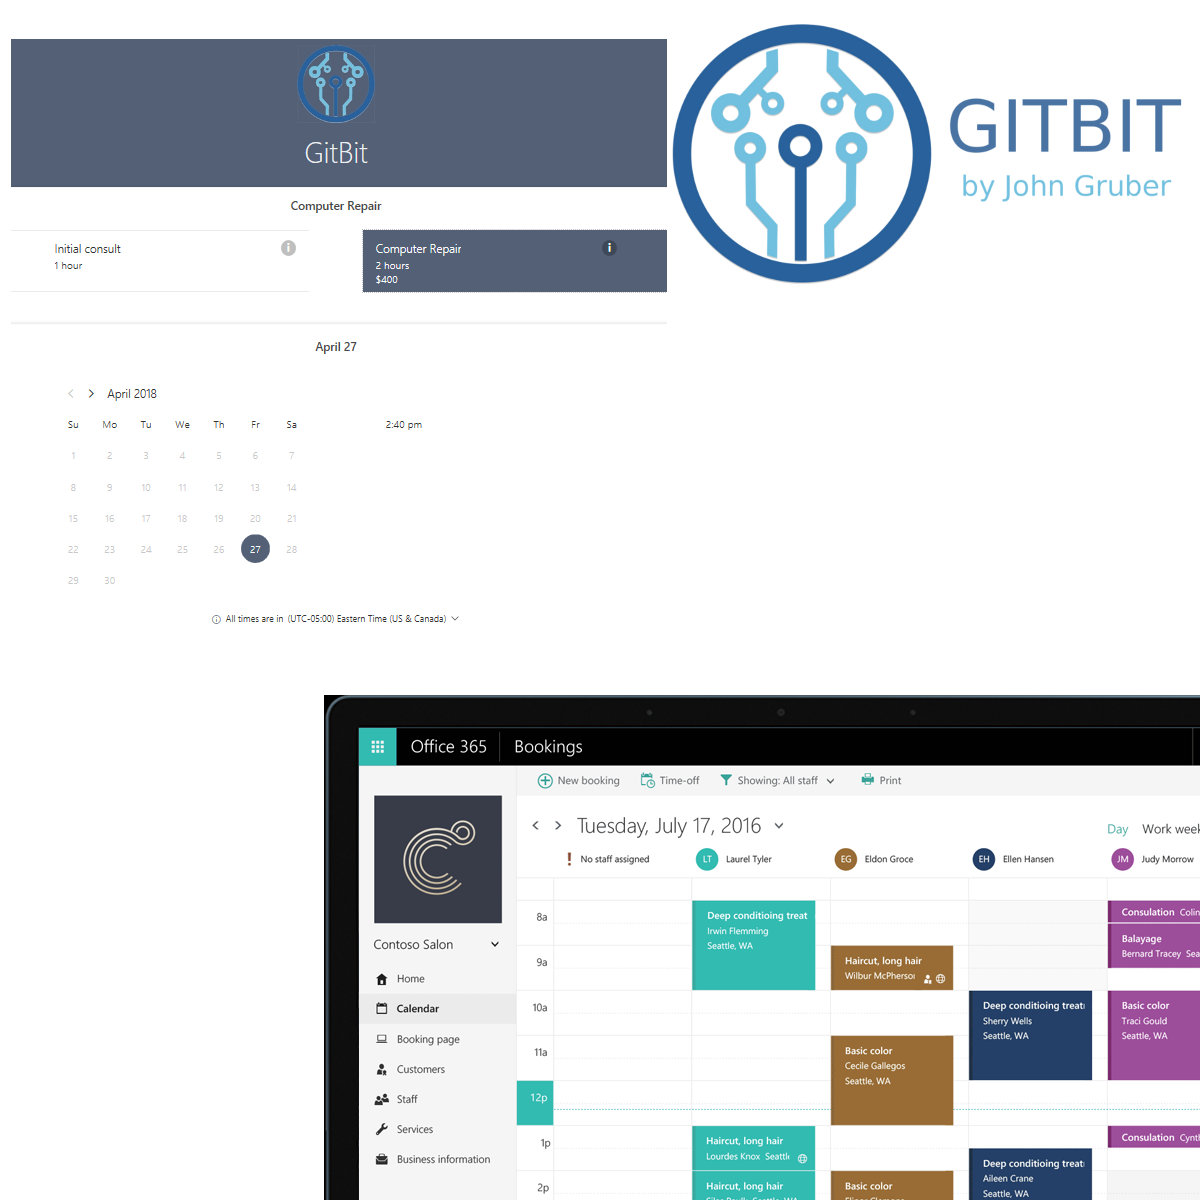 GitBit
GITBIT
by John Gruber
Computer Repair
Initial consult
1 hour
Computer Repair
2 hours
$400
April 27
April 2018
Su Mo Tu We Th Fr Sa
2:40 pm
1 2 3 4 5 6 7
8 9 10 11 12 13 14
15 16 17 18 19 20 21
22 23 24 25 26 27 28
29 30
All times are in (UTC-05:00) Eastern Time (US & Canada)
Office 365 Bookings
New booking Time-off Showing: All staff Print
Tuesday, July 17, 2016
Day Work week
No staff assigned
LT Laurel Tyler
EG Eldon Groce
EH Ellen Hansen
JM Judy Morrow
Contoso Salon
Home
Calendar
Booking page
Customers
Staff
Services
Business information
8a
9a
10a
11a
12p
1p
2p
Deep conditioing treat
Irwin Flemming
Seattle, WA
Haircut, long hair
Lourdes Knox Seattle
Haircut, long hair
Haircut, long hair
Wilbur McPherson
Basic color
Cecile Gallegos
Seattle, WA
Basic color
Deep conditioing treat
Sherry Wells
Seattle, WA
Deep conditioing treat
Aileen Crane
Seattle, WA
Consulation Colin
Balayage
Bernard Tracey Sea
Basic color
Traci Gould
Seattle, WA
Consulation Cynth